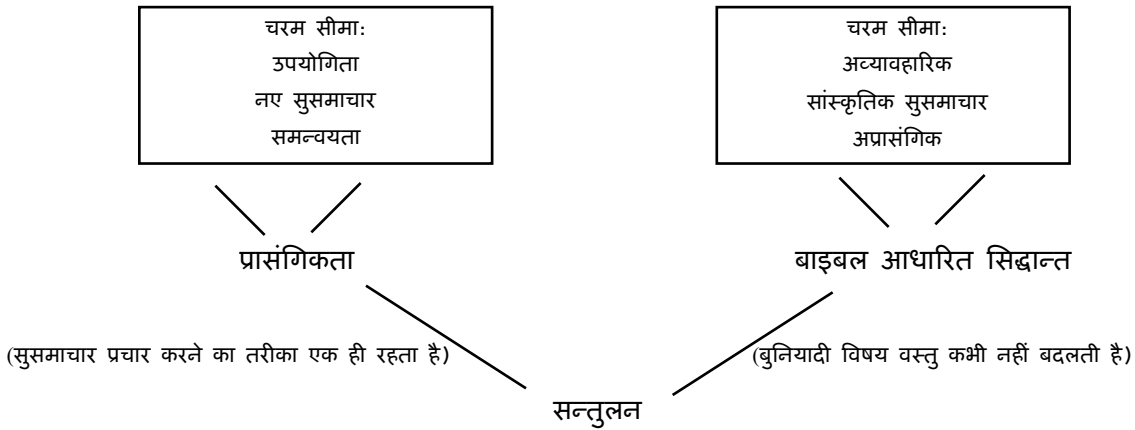 चरम सीमा:
उपयोगिता
नए सुसमाचार
समन्वयता
चरम सीमा:
अव्यावहारिक
सांस्कृतिक सुसमाचार
अप्रासंगिक
प्रासंगिकता
बाइबल आधारित सिद्धान्त
(सुसमाचार प्रचार करने का तरीका एक ही रहता है)
(बुनियादी विषय वस्तु कभी नहीं बदलती है)
सन्तुलन